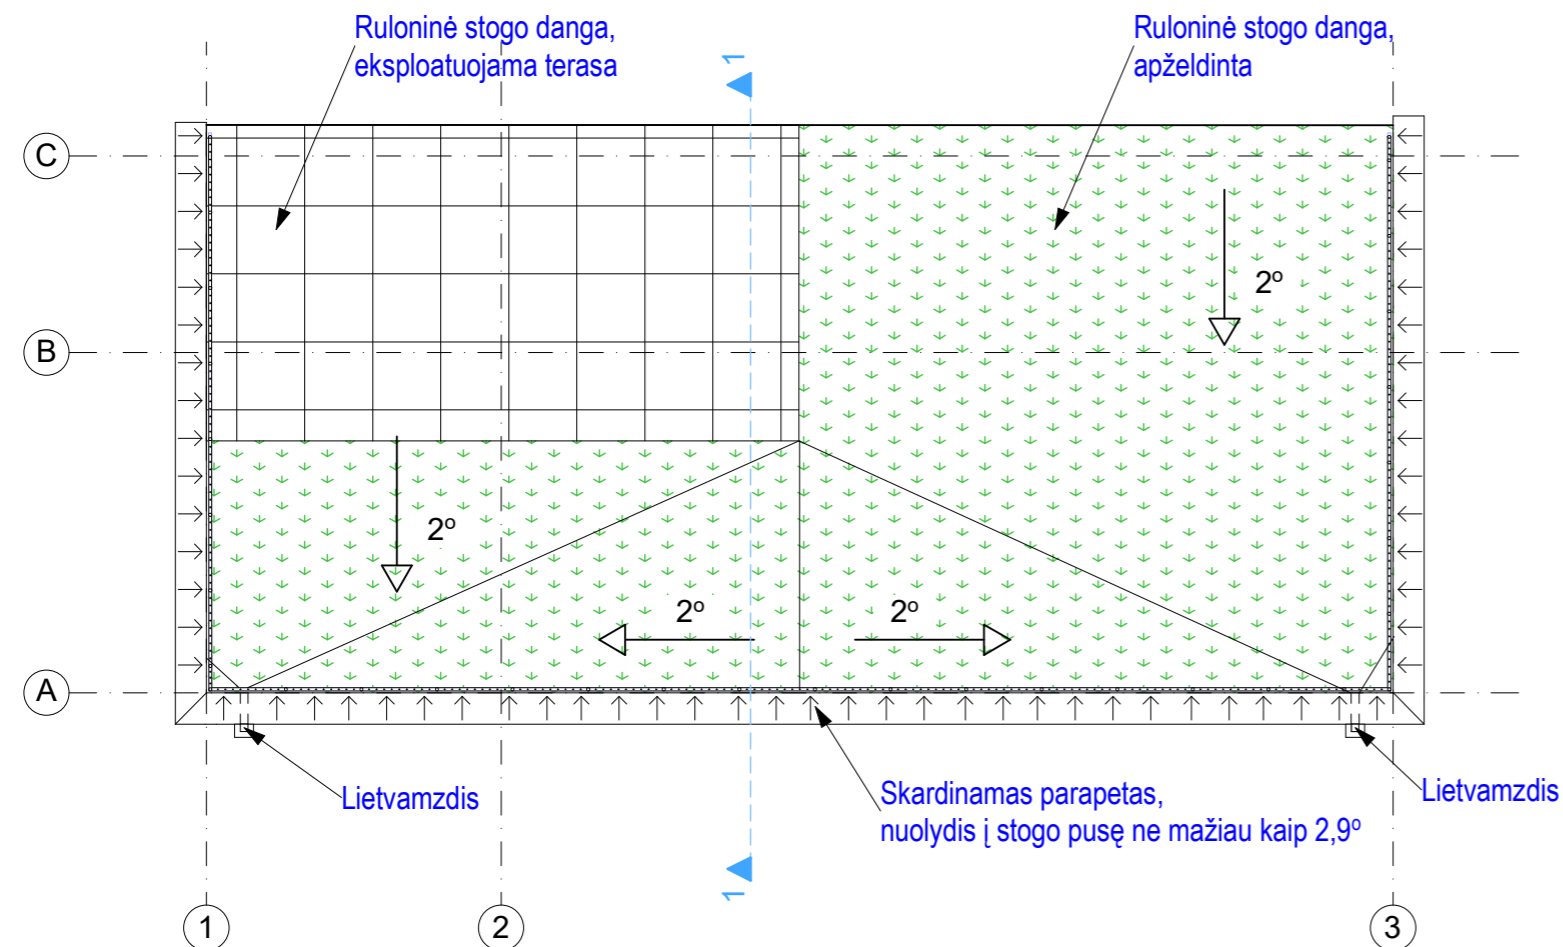 Ruloninė stogo danga,
eksploatuojama terasa
Ruloninė stogo danga,
apželdinta
1
C
2º
B
2º
2º
2º
A
Lietvamzdis
Skardinamas parapetas,
nuolydis į stogo pusę ne mažiau kaip 2,9º
Lietvamzdis
1
1
2
3